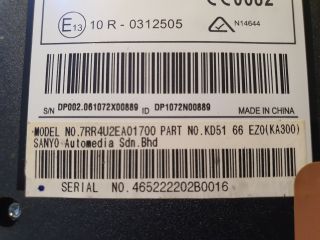 CE0682
E13 10 R - 0312505
N14644
S/N DP002.061072X00889 ID DP1072N00889
MADE IN CHINA
MODEL NO.7RR4U2EA01700 PART NO.KD51 66 EZ0(KA300)
SANYO Automedia Sdn.Bhd
SERIAL NO.465222202B0016